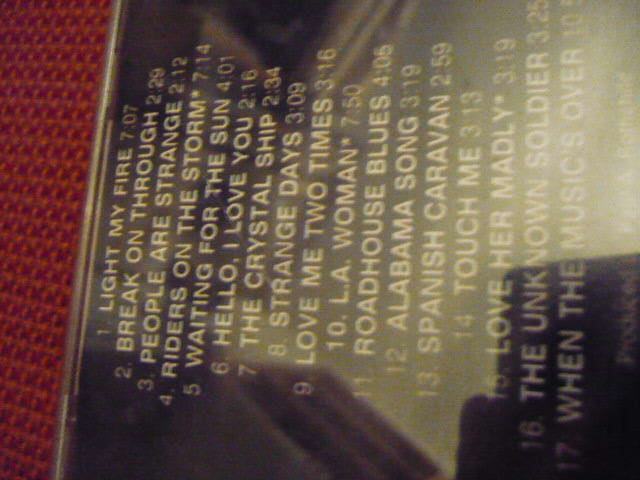 1. LIGHT MY FIRE 7:07
2. BREAK ON THROUGH 2:29
3. PEOPLE ARE STRANGE 2:12
4. RIDERS ON THE STORM* 7:14
5 WAITING FOR THE SUN 4:01
6 HELLO, I LOVE YOU 2:16
7 THE CRYSTAL SHIP 2:34
8 STRANGE DAYS 3:09
9 LOVE ME TWO TIMES 3:16
10. L.A. WOMAN* 7:50
11 ROADHOUSE BLUES 4:05
12 ALABAMA SONG 3:19
13. SPANISH CARAVAN 2:59
14 TOUCH ME 3 13
15. LOVE HER MADLY* 3:19
16. THE UNKNOWN SOLDIER 3.25
17. WHEN THE MUSIC'S OVER 10
Produced